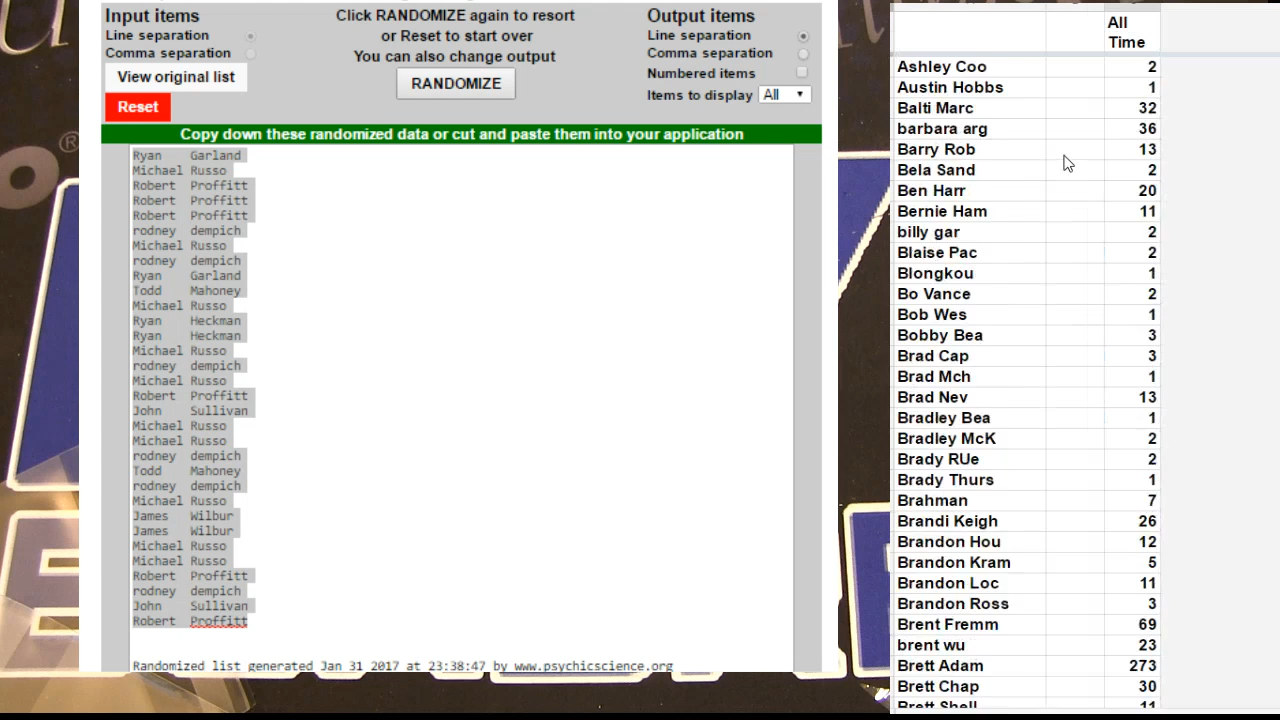 Input items
Line separation
Comma separation
View original list
Reset
Click RANDOMIZE again to resort
or Reset to start over
You can also change output
RANDOMIZE
Output items
Line separation
Comma separation
Numbered items
Items to display All
Copy down these randomized data or cut and paste them into your application
Ryan Garland
Michael Russo
Robert Proffitt
Robert Proffitt
Robert Proffitt
rodney dempich
Michael Russo
rodney dempich
Ryan Garland
Todd Mahoney
Michael Russo
Ryan Heckman
Ryan Heckman
Michael Russo
rodney dempich
Michael Russo
Robert Proffitt
John Sullivan
Michael Russo
Michael Russo
rodney dempich
Todd Mahoney
rodney dempich
Michael Russo
James Wilbur
James Wilbur
Michael Russo
Michael Russo
Robert Proffitt
rodney dempich
John Sullivan
Robert Proffitt
Randomized list generated Jan 31 2017 at 23:38:47 by www.psychicscience.org
All
Time
Ashley Coo 2
Austin Hobbs 1
Balti Marc 32
barbara arg 36
Barry Rob 13
Bela Sand 2
Ben Harr 20
Bernie Ham 11
billy gar 2
Blaise Pac 2
Blongkou 1
Bo Vance 2
Bob Wes 1
Bobby Bea 3
Brad Cap 3
Brad Mch 1
Brad Nev 13
Bradley Bea 1
Bradley McK 2
Brady RUe 2
Brady Thurs 1
Brahman 7
Brandi Keigh 26
Brandon Hou 12
Brandon Kram 5
Brandon Loc 11
Brandon Ross 3
Brent Fremm 69
brent wu 23
Brett Adam 273
Brett Chap 30
Brett Shell 11